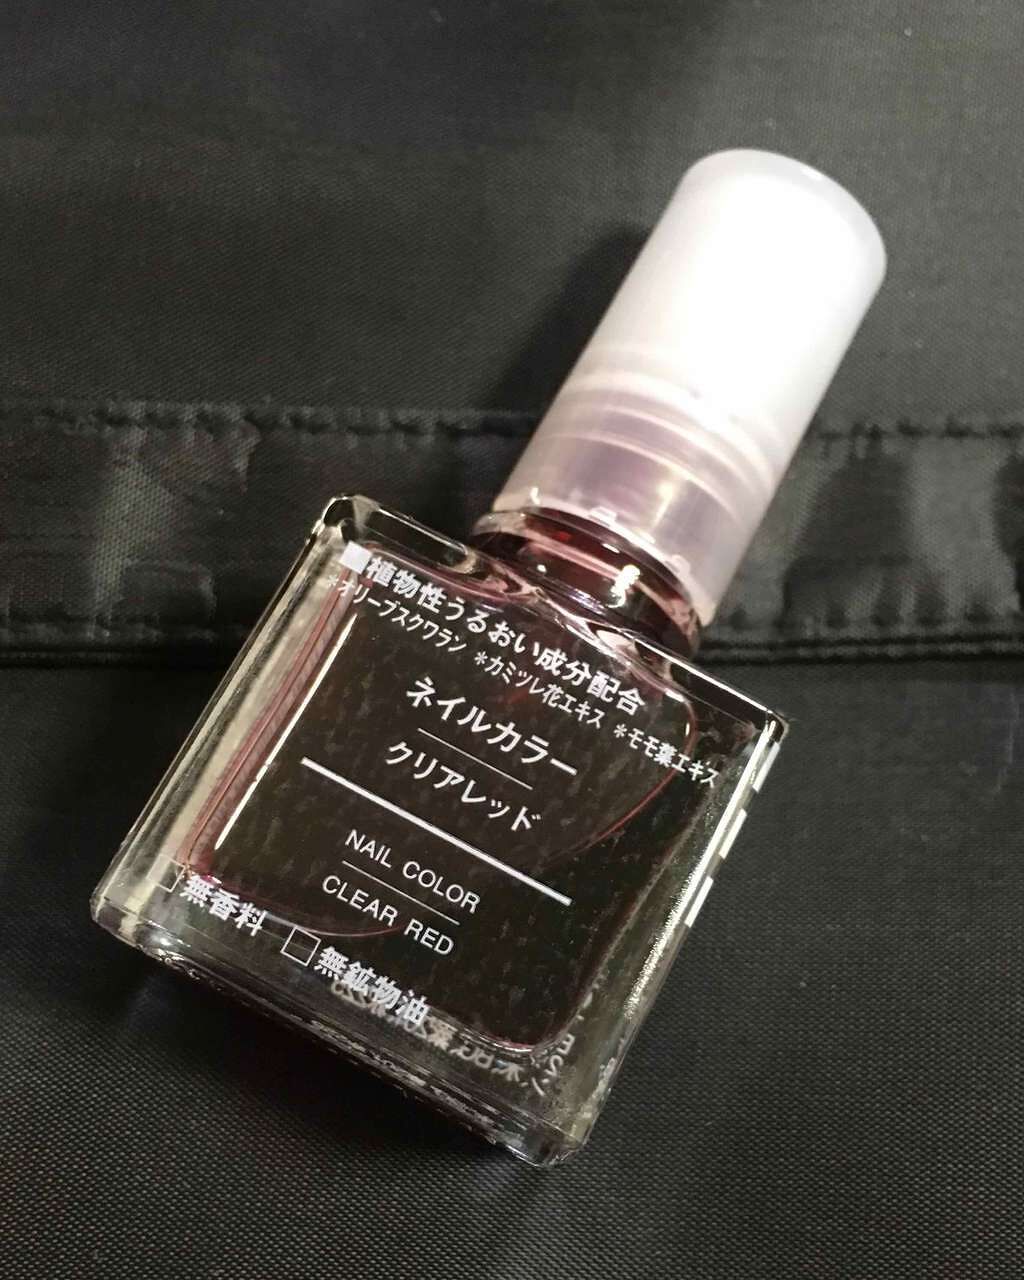 ■植物性うるおい成分配合
*オリーブスクワラン *カミツレ花エキス *モモ葉エキス
ネイルカラー
クリアレッド
NAIL COLOR
CLEAR RED
□無香料 □無鉱物油